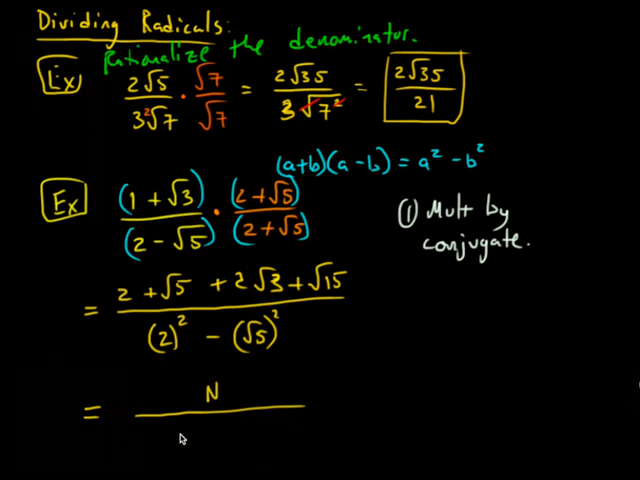 Dividing Radicals:
Rationalize the denominator.
Ex 2√5/3²√7 · √7/√7 = 2√35/3√7² = 2√35/21
(a+b)(a-b) = a² - b²
Ex (1+√3)/(2-√5) · (2+√5)/(2+√5)
① Mult by
conjugate.
= 2+√5+2√3+√15/(2)² - (√5)²
= N